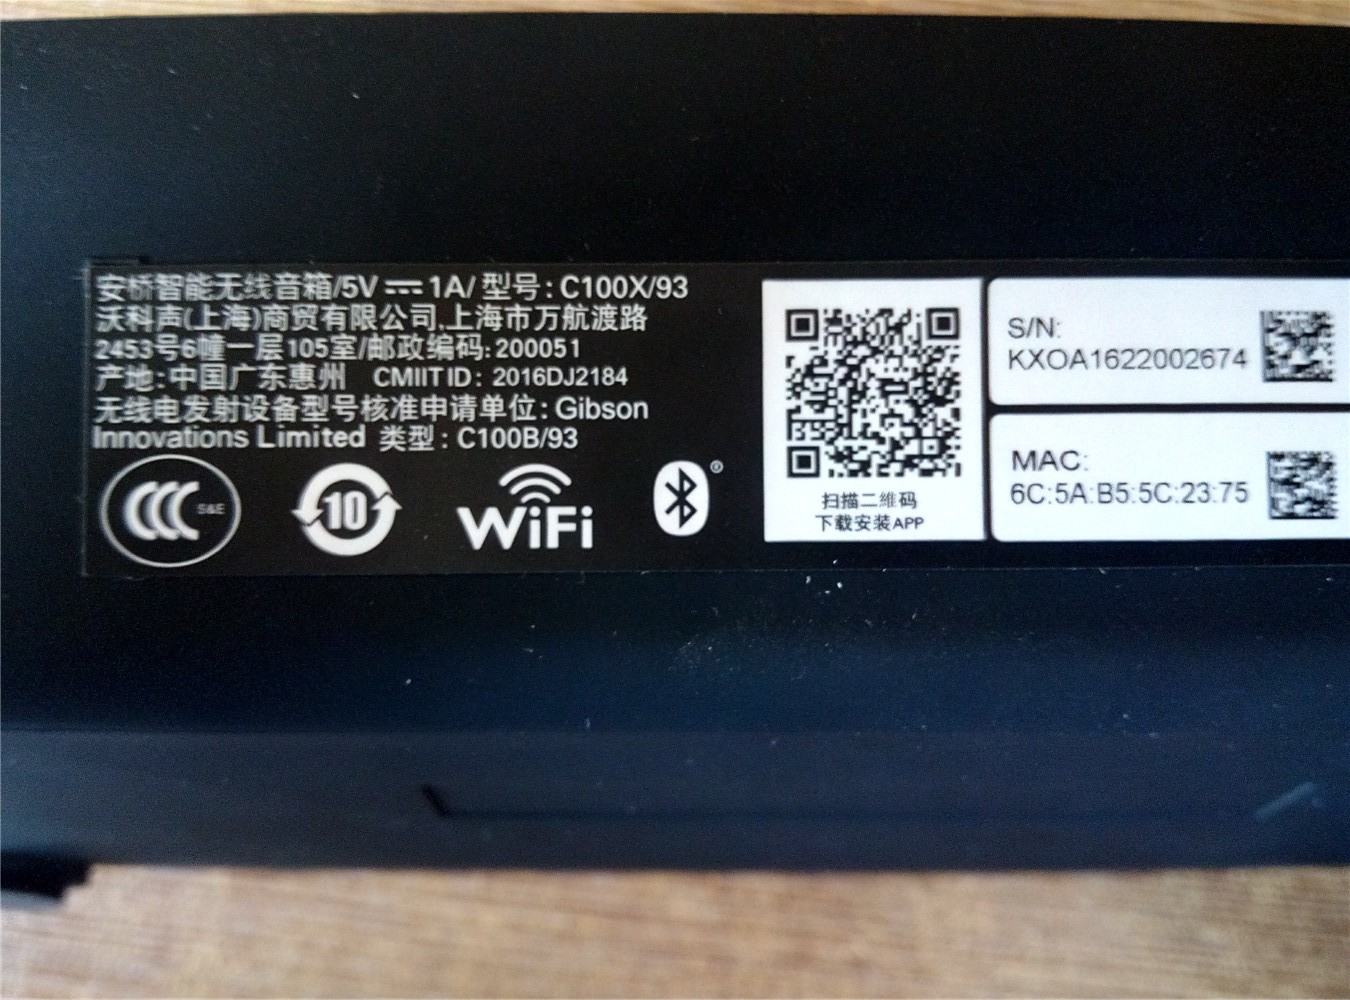 安桥智能无线音箱/5V ⎓ 1A/ 型号: C100X/93
沃科声(上海)商贸有限公司,上海市万航渡路
2453号6幢一层105室/邮政编码: 200051
产地: 中国广东惠州 CMIIT ID: 2016DJ2184
无线电发射设备型号核准申请单位: Gibson
Innovations Limited 类型: C100B/93
CCC S&E
10
WiFi
®
扫描二維码
下载安装APP
S/N:
KXOA1622002674
MAC:
6C:5A:B5:5C:23:75